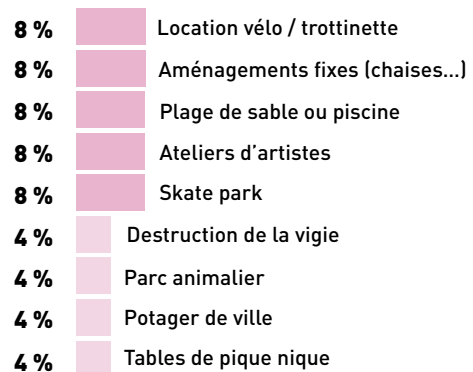 8 % Location vélo / trottinette
8 % Aménagements fixes (chaises...)
8 % Plage de sable ou piscine
8 % Ateliers d'artistes
8 % Skate park
4 % Destruction de la vigie
4 % Parc animalier
4 % Potager de ville
4 % Tables de pique nique